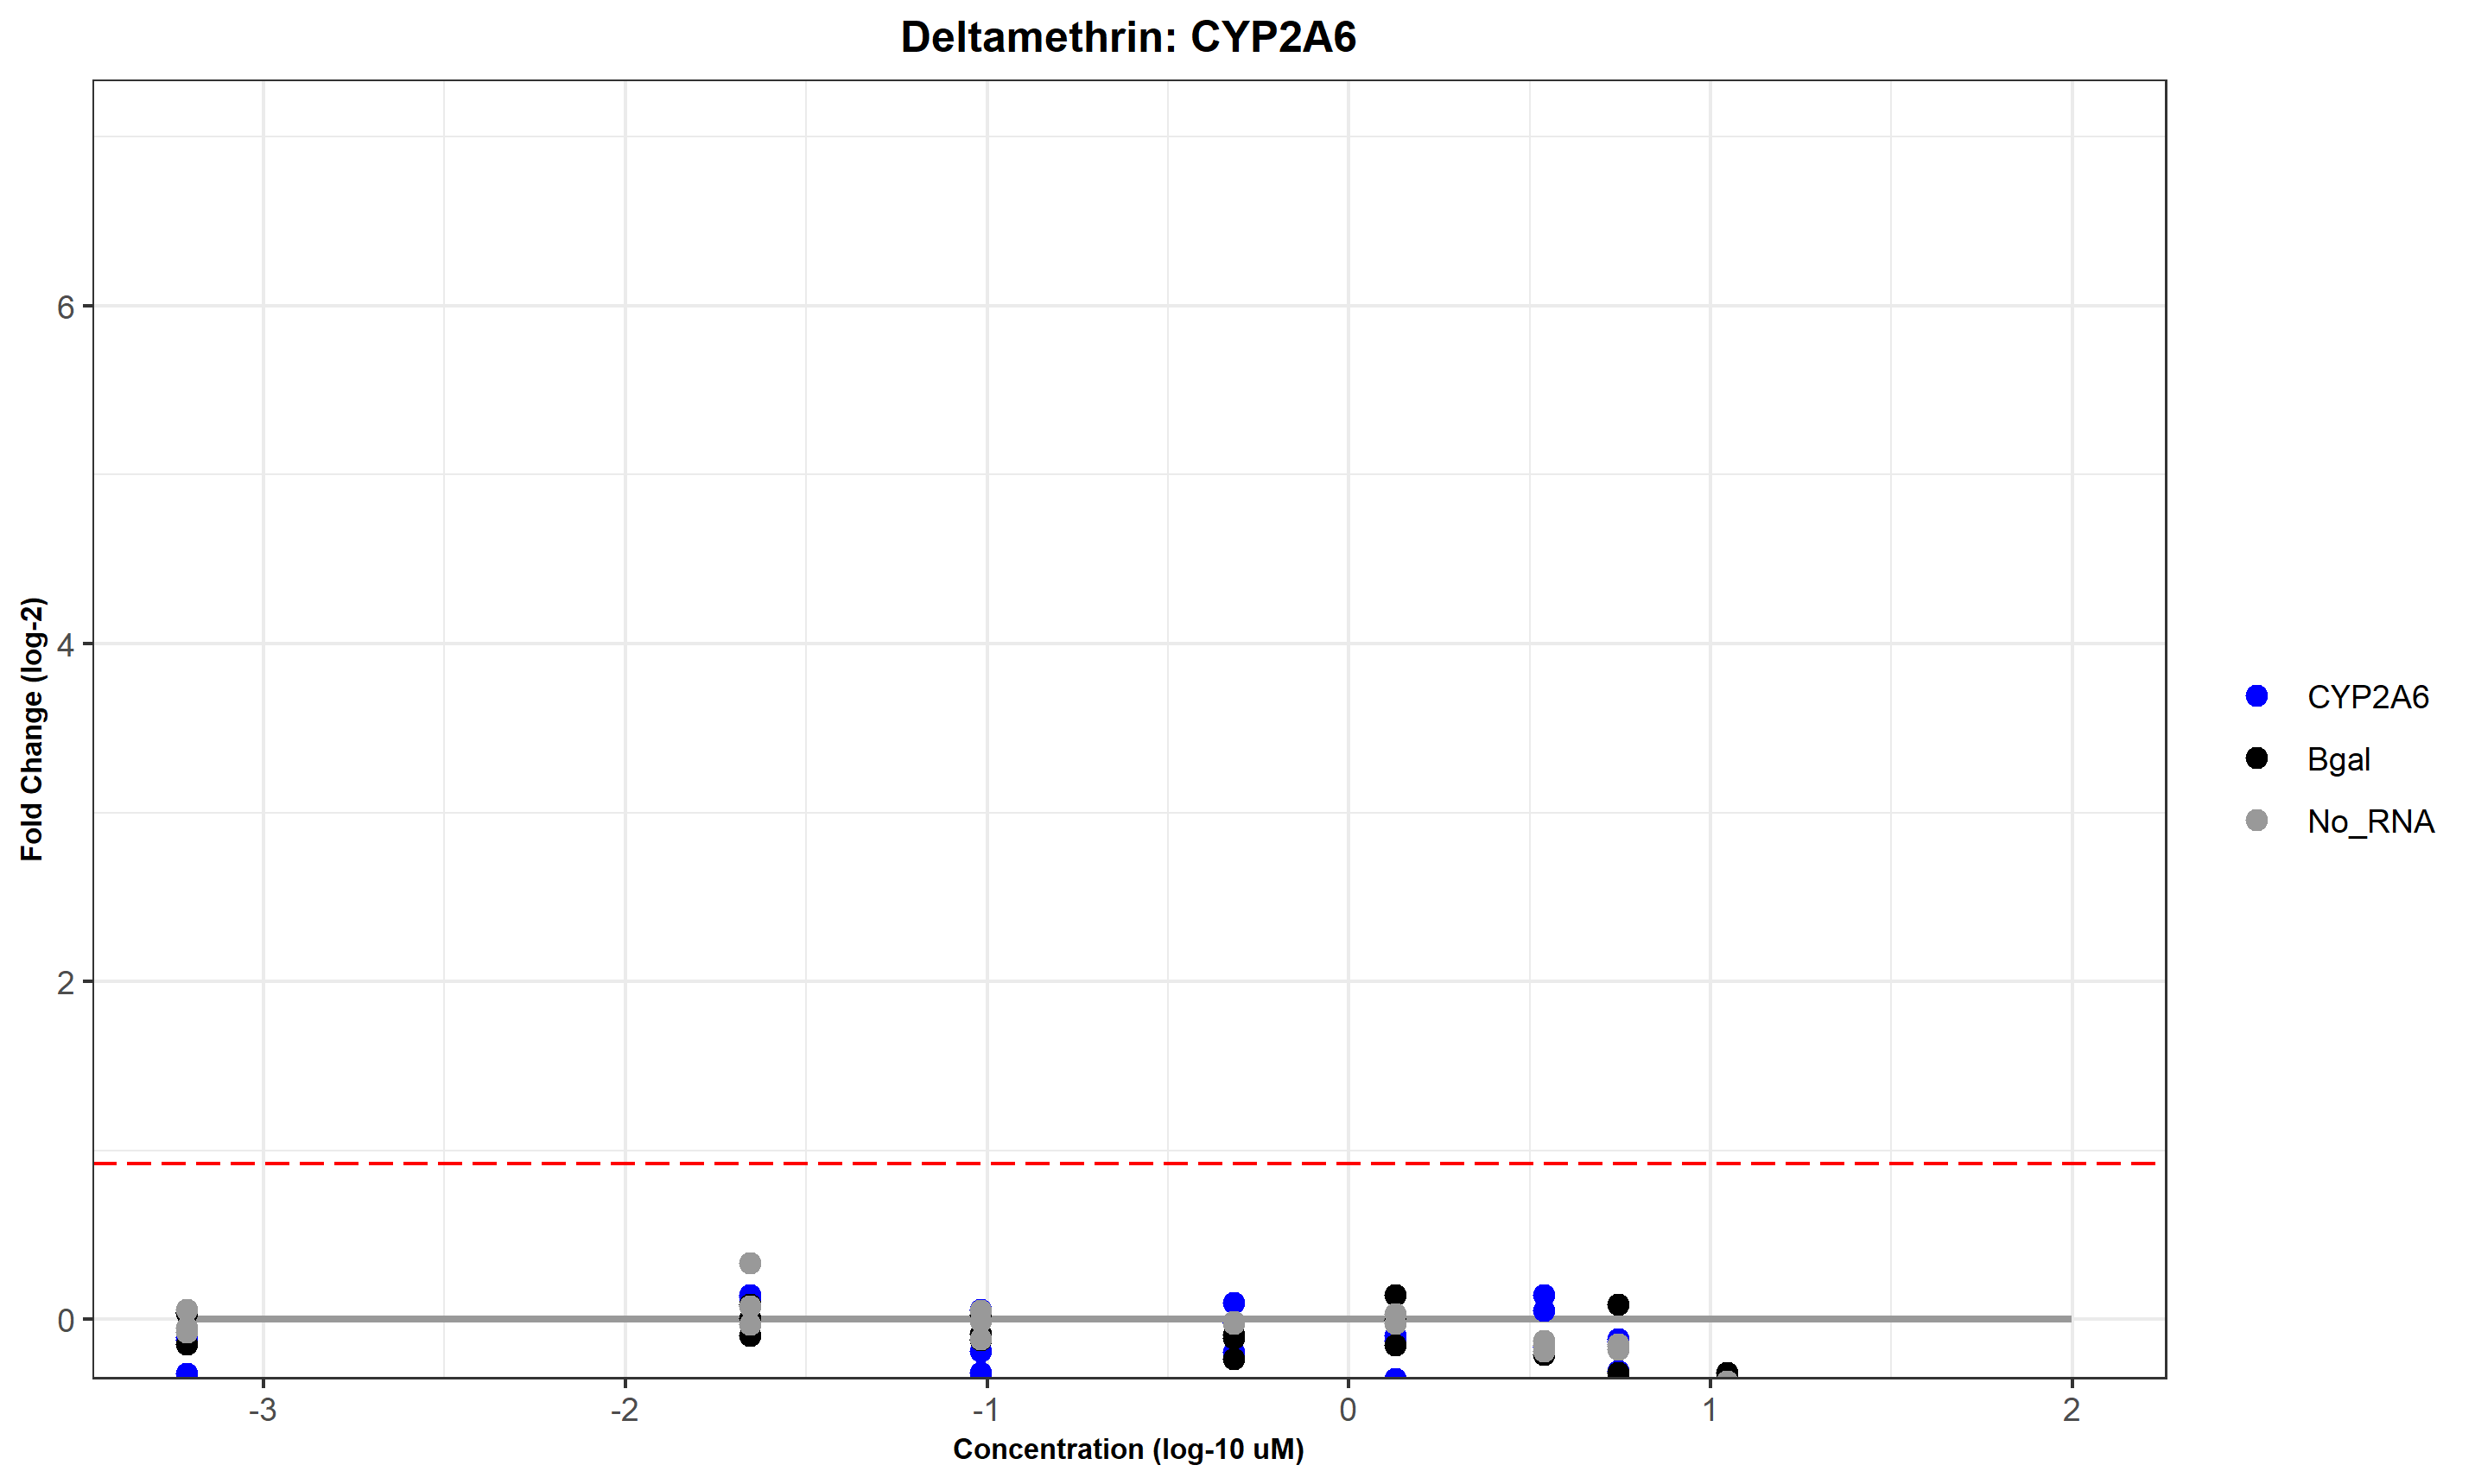 Deltamethrin: CYP2A6
Fold Change (log-2)
6
4
2
0
-3
-2
-1
0
1
2
Concentration (log-10 uM)
CYP2A6
Bgal
No_RNA